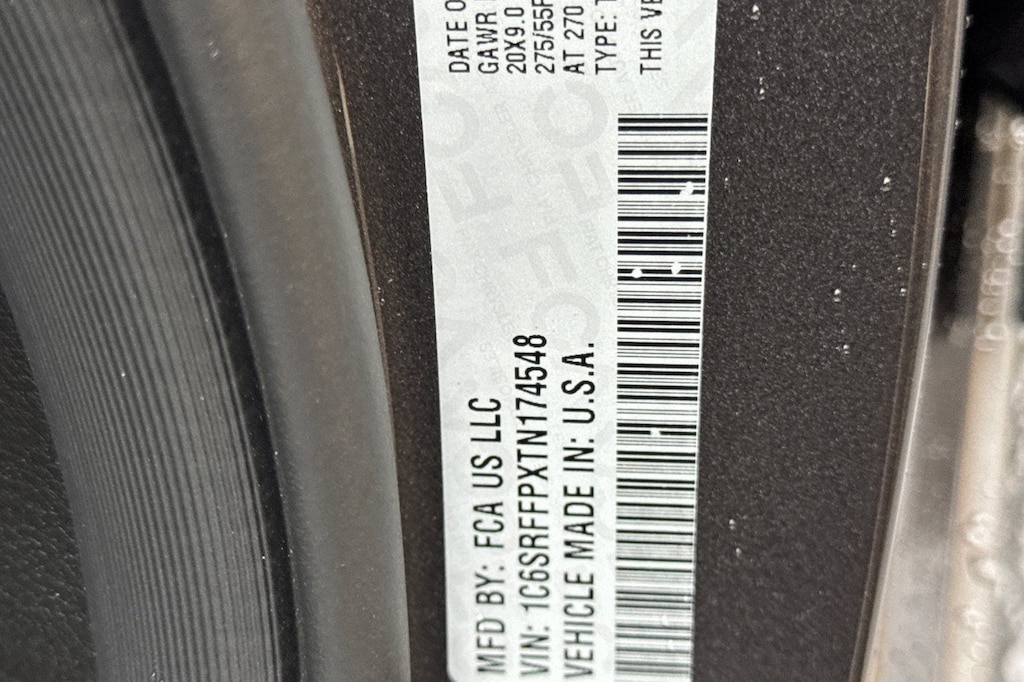 DATE O
GAWR
20X9.0
275/55R
AT 270
TYPE: T
THIS VE
MFD BY: FCA US LLC
VIN: 1C6SRFFPXTN174548
VEHICLE MADE IN: U.S.A.